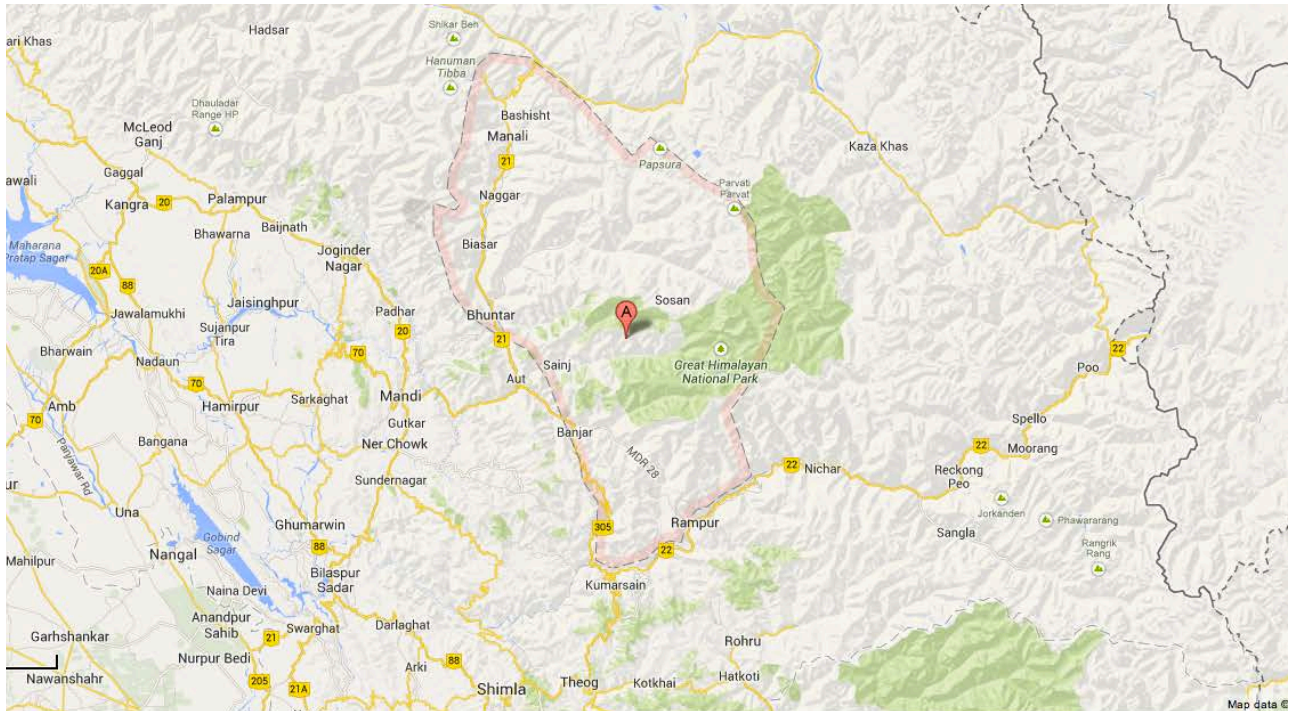 Shikar Beh
Hadsar
ari Khas
Hanuman
Tibba
Dhauladar
Range HP
Bashisht
McLeod
Ganj
Manali
Kaza Khas
21
Papsura
Gaggal
awali
Parvati
Parvat
Naggar
Palampur
20
Kangra
Baijnath
Bhawarna
Maharana
Pratap Sagar
Biasar
Joginder
Nagar
20A
88
Sosan
Jaisinghpur
A
Jawalamukhi
Padhar
Bhuntar
Sujanpur
Tira
20
21
22
Bharwain
Nadaun
70
Sainj
Great Himalayan
National Park
Poo
70
Aut
Sarkaghat
Mandi
Amb
Hamirpur
70
Gutkar
Spello
Banjar
Bangana
Ner Chowk
22
Moorang
MDR 28
22
Nichar
Reckong
Peo
Panjawar Rd
ur
Sundernagar
Una
Jorkanden
Ghumarwin
305
Rampur
Phawararang
Gobind
Sagar
Sangla
88
22
Rangrik
Rang
Nangal
Mahilpur
Bilaspur
Sadar
Kumarsain
Naina Devi
Anandpur
Sahib
Swarghat
Darlaghat
Garhshankar
21
Rohru
Nurpur Bedi
88
Arki
Nawanshahr
205
21A
Shimla
Theog
Kotkhai
Hatkoti
Map data ©